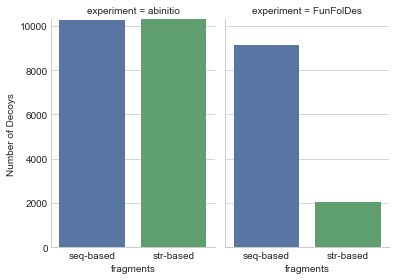 experiment = abinitio
experiment = FunFolDes
10000
8000
6000
4000
2000
0
Number of Decoys
seq-based
str-based
seq-based
str-based
fragments
fragments